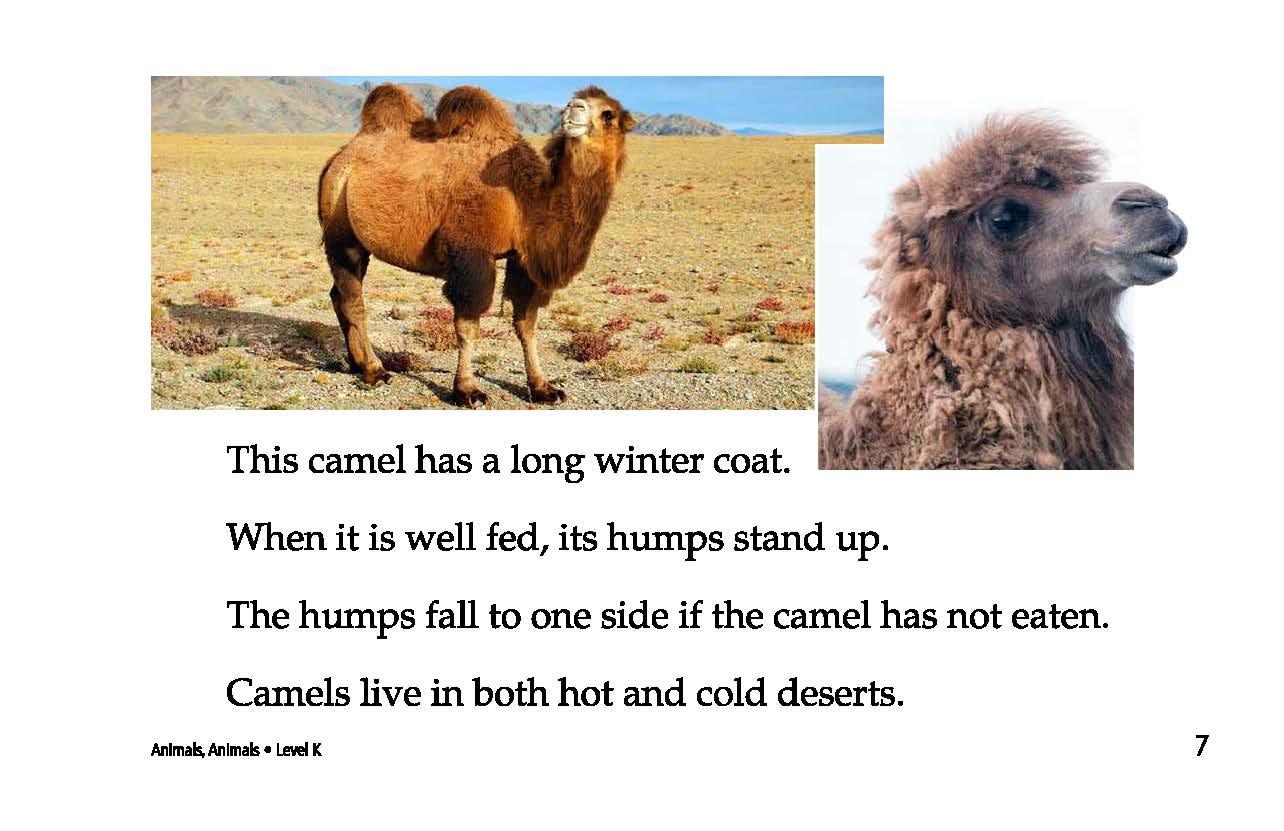 This camel has a long winter coat.
When it is well fed, its humps stand up.
The humps fall to one side if the camel has not eaten.
Camels live in both hot and cold deserts.
Animals, Animals • Level K
7